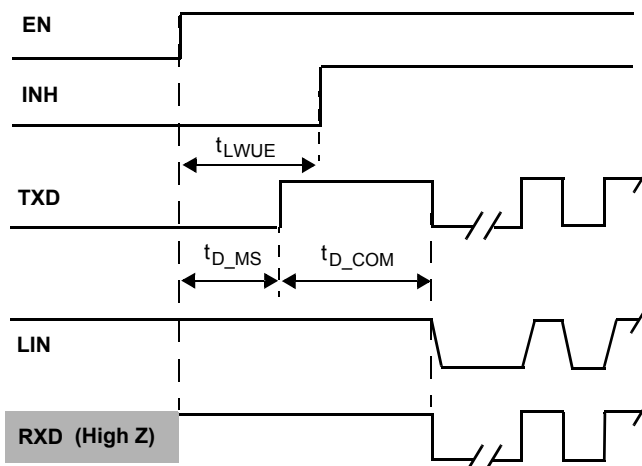 EN
INH
tLWUE
TXD
tD_MS
tD_COM
LIN
RXD (High Z)